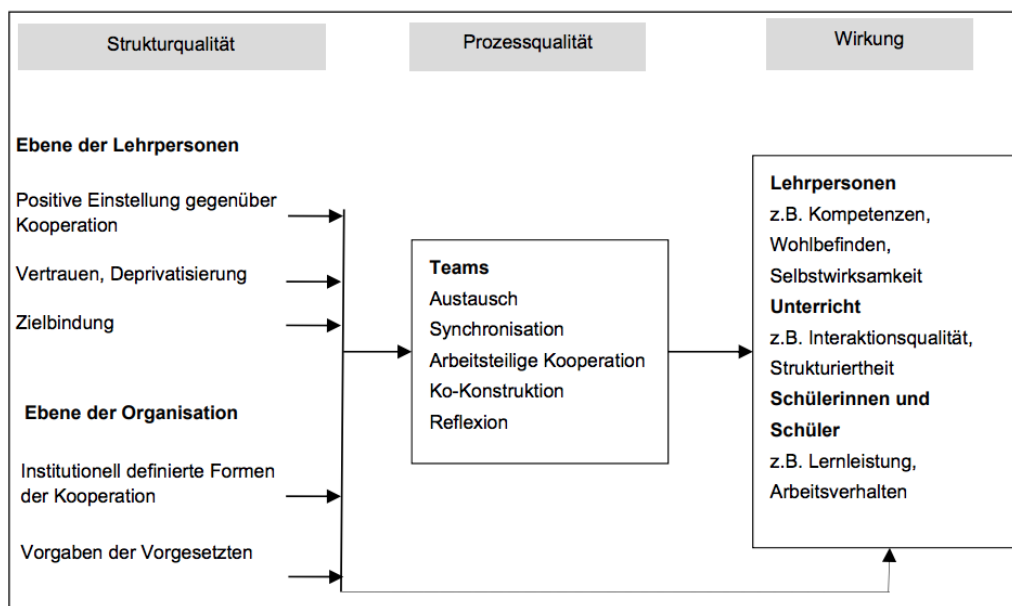 Strukturqualität
Prozessqualität
Wirkung
Ebene der Lehrpersonen
Positive Einstellung gegenüber
Kooperation
Vertrauen, Deprivatisierung
Zielbindung
Ebene der Organisation
Institutionell definierte Formen
der Kooperation
Vorgaben der Vorgesetzten
Teams
Austausch
Synchronisation
Arbeitsteilige Kooperation
Ko-Konstruktion
Reflexion
Lehrpersonen
z.B. Kompetenzen,
Wohlbefinden,
Selbstwirksamkeit
Unterricht
z.B. Interaktionsqualität,
Strukturiertheit
Schülerinnen und
Schüler
z.B. Lernleistung,
Arbeitsverhalten